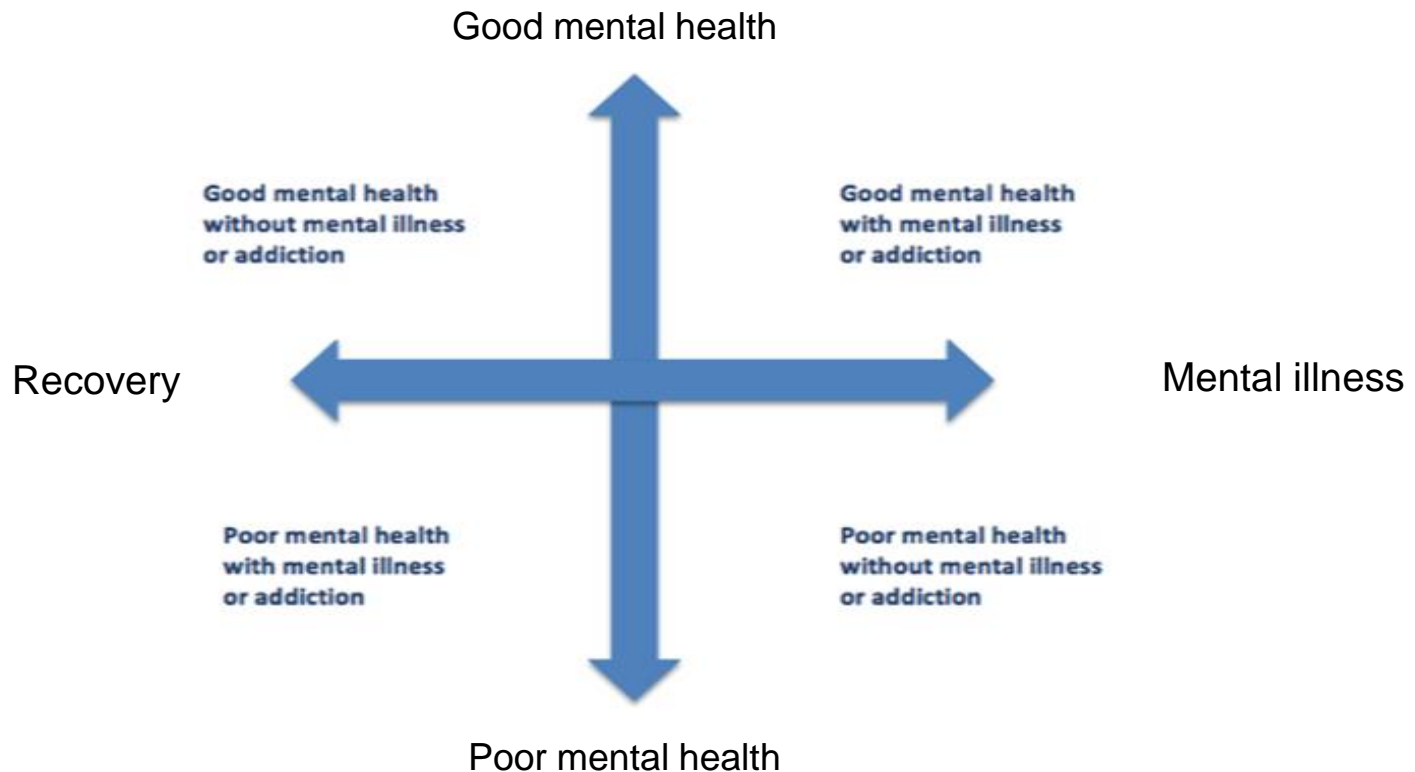 Good mental health
Good mental health
without mental illness
or addiction
Good mental health
with mental illness
or addiction
Recovery
Mental illness
Poor mental health
with mental illness
or addiction
Poor mental health
without mental illness
or addiction
Poor mental health